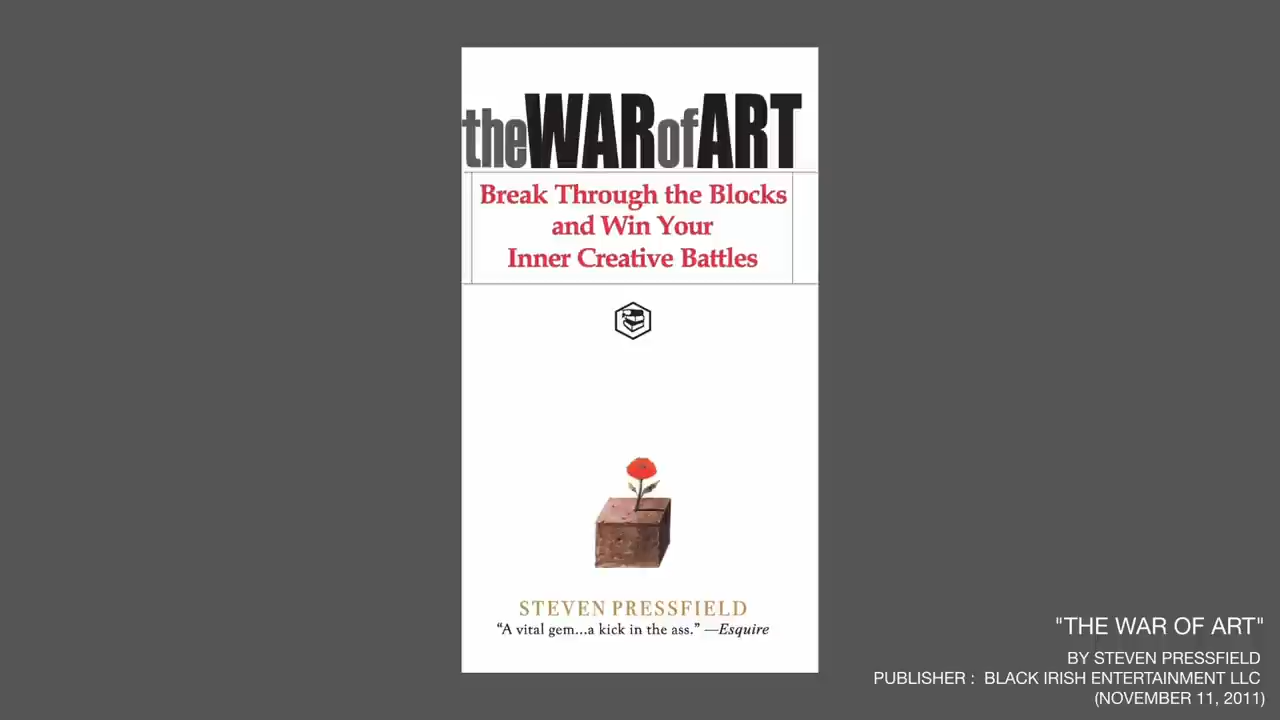 theWARofART
Break Through the Blocks
and Win Your
Inner Creative Battles
STEVEN PRESSFIELD
“A vital gem...a kick in the ass.” —Esquire
"THE WAR OF ART"
BY STEVEN PRESSFIELD
PUBLISHER : BLACK IRISH ENTERTAINMENT LLC
(NOVEMBER 11, 2011)